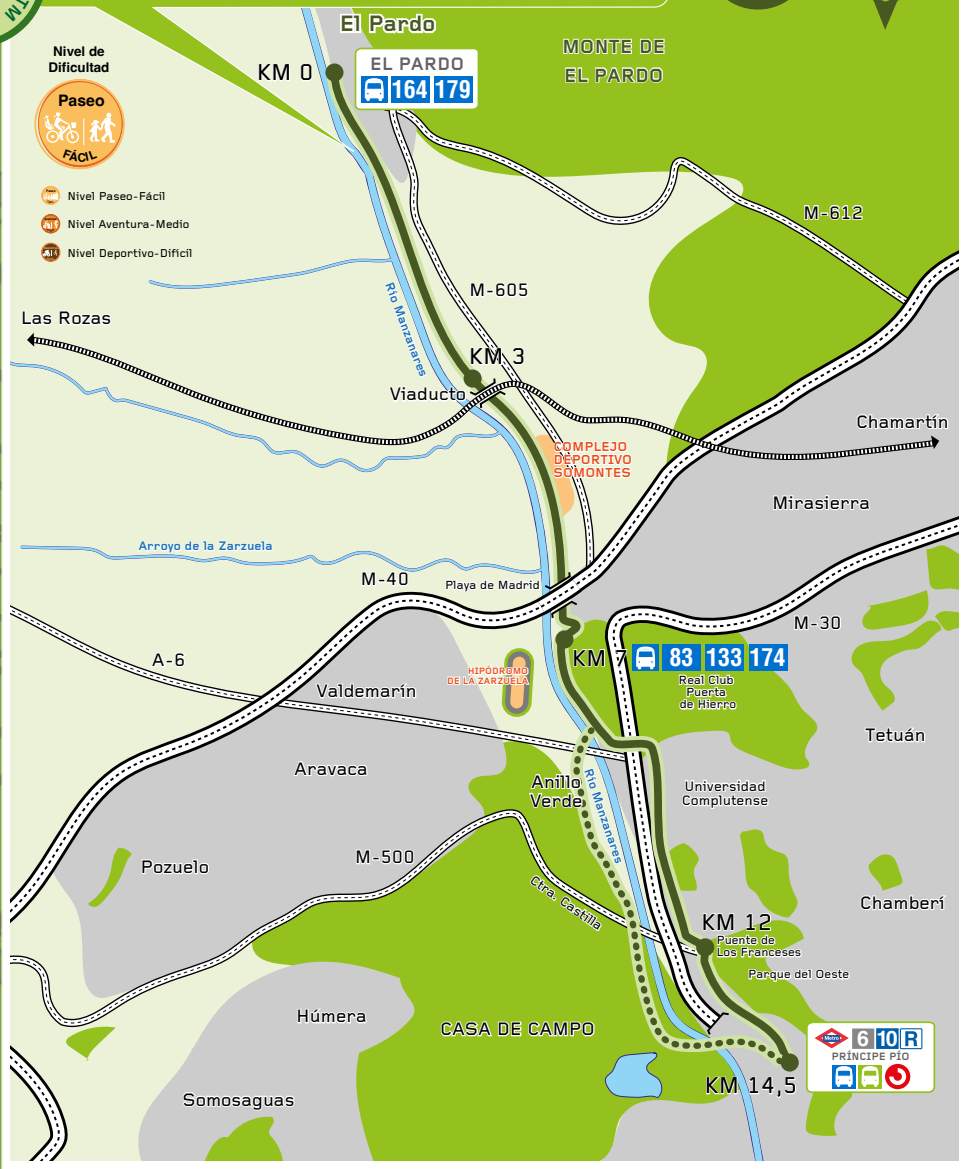 TM
El Pardo
Nivel de
Dificultad
Paseo
FÁCIL
KM 0
EL PARDO
164 179
MONTE DE
EL PARDO
Nivel Paseo-Fácil
Nivel Aventura-Medio
Nivel Deportivo-Difícil
M-612
M-605
Río Manzanares
Las Rozas
KM 3
Viaducto
Chamartín
COMPLEJO
DEPORTIVO
SOMONTES
Mirasierra
Arroyo de la Zarzuela
M-40
Playa de Madrid
M-30
A-6
KM 7
83 133 174
HIPÓDROMO
DE LA ZARZUELA
Real Club
Puerta
de Hierro
Valdemarín
Tetuán
Aravaca
Anillo
Verde
Río Manzanares
Universidad
Complutense
M-500
Pozuelo
Ctra. Castilla
Chamberí
KM 12
Puente de
Los Franceses
Parque del Oeste
Húmera
CASA DE CAMPO
Metro 6 10 R
PRÍNCIPE PÍO
KM 14,5
Somosaguas